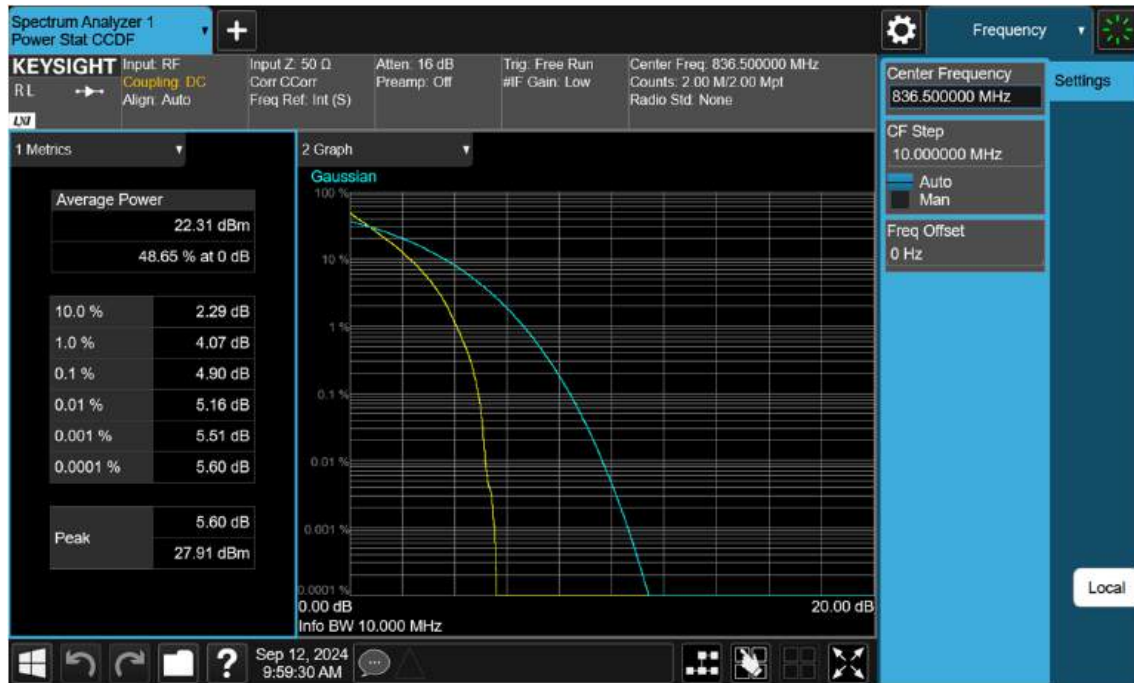 Spectrum Analyzer 1
Power Stat CCDF
Frequency
KEYSIGHT
RL
LXI
Input: RF
Coupling: DC
Align: Auto
Input Z: 50 Ω
Corr CCorr
Freq Ref: Int (S)
Atten: 16 dB
Preamp: Off
Trig: Free Run
#IF Gain: Low
Center Freq: 836.500000 MHz
Counts: 2.00 M/2.00 Mpt
Radio Std: None
Center Frequency
836.500000 MHz
Settings
CF Step
10.000000 MHz
Auto
Man
Freq Offset
0 Hz
Local
1 Metrics
Average Power
22.31 dBm
48.65 % at 0 dB
10.0 % 2.29 dB
1.0 % 4.07 dB
0.1 % 4.90 dB
0.01 % 5.16 dB
0.001 % 5.51 dB
0.0001 % 5.60 dB
Peak
5.60 dB
27.91 dBm
2 Graph
Gaussian
100 %
10 %
1 %
0.1 %
0.01 %
0.001 %
0.0001 %
0.00 dB 20.00 dB
Info BW 10.000 MHz
?
Sep 12, 2024
9:59:30 AM